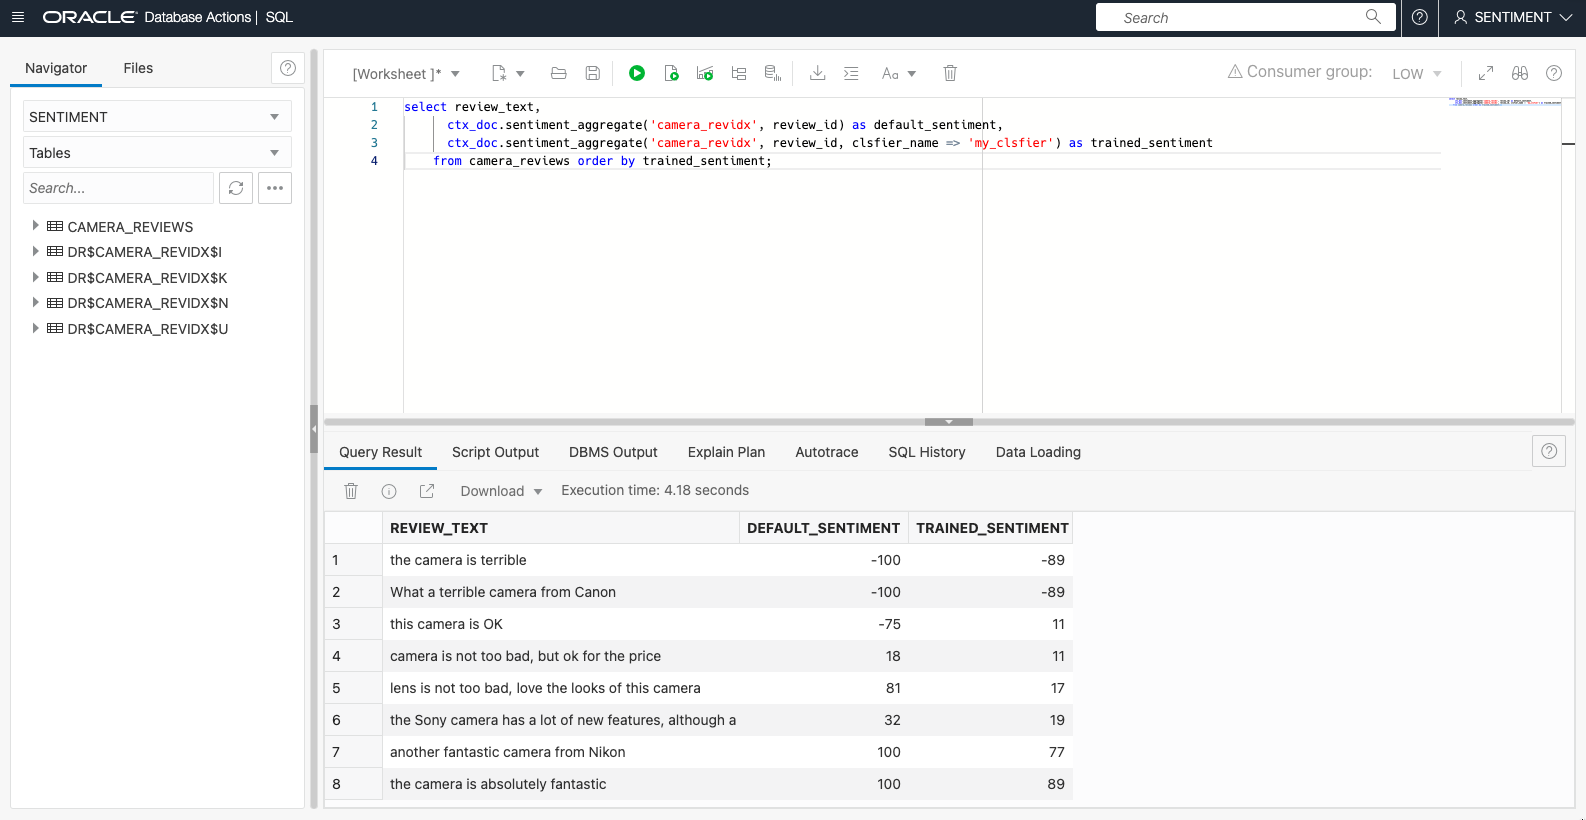 ORACLE Database Actions | SQL
Search
SENTIMENT
Navigator Files
SENTIMENT
Tables
Search...
CAMERA_REVIEWS
DR$CAMERA_REVIDX$I
DR$CAMERA_REVIDX$K
DR$CAMERA_REVIDX$N
DR$CAMERA_REVIDX$U
[Worksheet ]*
Aa
Consumer group: LOW
1 select review_text,
2 ctx_doc.sentiment_aggregate('camera_revidx', review_id) as default_sentiment,
3 ctx_doc.sentiment_aggregate('camera_revidx', review_id, clsfier_name => 'my_clsfier') as trained_sentiment
4 from camera_reviews order by trained_sentiment;
Query Result Script Output DBMS Output Explain Plan Autotrace SQL History Data Loading
Download Execution time: 4.18 seconds
REVIEW_TEXT DEFAULT_SENTIMENT TRAINED_SENTIMENT
1 the camera is terrible -100 -89
2 What a terrible camera from Canon -100 -89
3 this camera is OK -75 11
4 camera is not too bad, but ok for the price 18 11
5 lens is not too bad, love the looks of this camera 81 17
6 the Sony camera has a lot of new features, although a 32 19
7 another fantastic camera from Nikon 100 77
8 the camera is absolutely fantastic 100 89